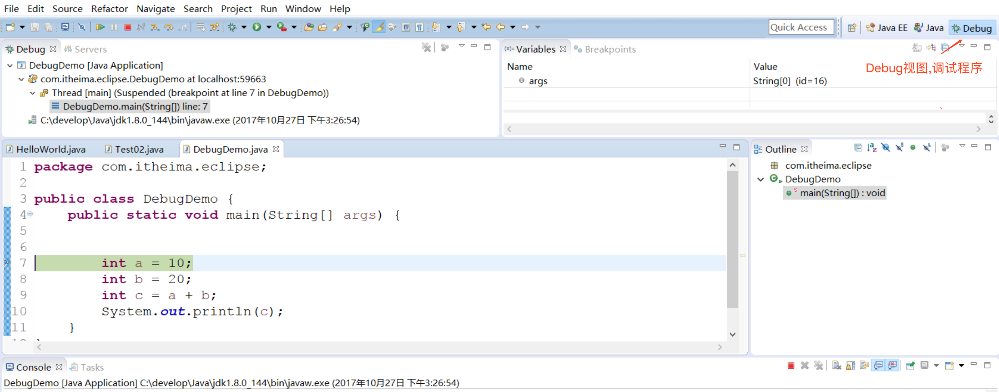 File Edit Source Refactor Navigate Search Project Run Window Help
Quick Access Java EE Java Debug
Debug Servers
DebugDemo [Java Application]
com.itheima.eclipse.DebugDemo at localhost:59663
Thread [main] (Suspended (breakpoint at line 7 in DebugDemo))
DebugDemo.main(String[]) line: 7
C:\develop\Java\jdk1.8.0_144\bin\javaw.exe (2017年10月27日 下午3:26:54)
(x)= Variables Breakpoints
Name Value
args String[0] (id=16)
Debug视图,调试程序
HelloWorld.java Test02.java DebugDemo.java
1 package com.itheima.eclipse;
2
3 public class DebugDemo {
4 public static void main(String[] args) {
5
6
7 int a = 10;
8 int b = 20;
9 int c = a + b;
10 System.out.println(c);
11 }
Outline
com.itheima.eclipse
DebugDemo
main(String[]) : void
Console Tasks
DebugDemo [Java Application] C:\develop\Java\jdk1.8.0_144\bin\javaw.exe (2017年10月27日 下午3:26:54)